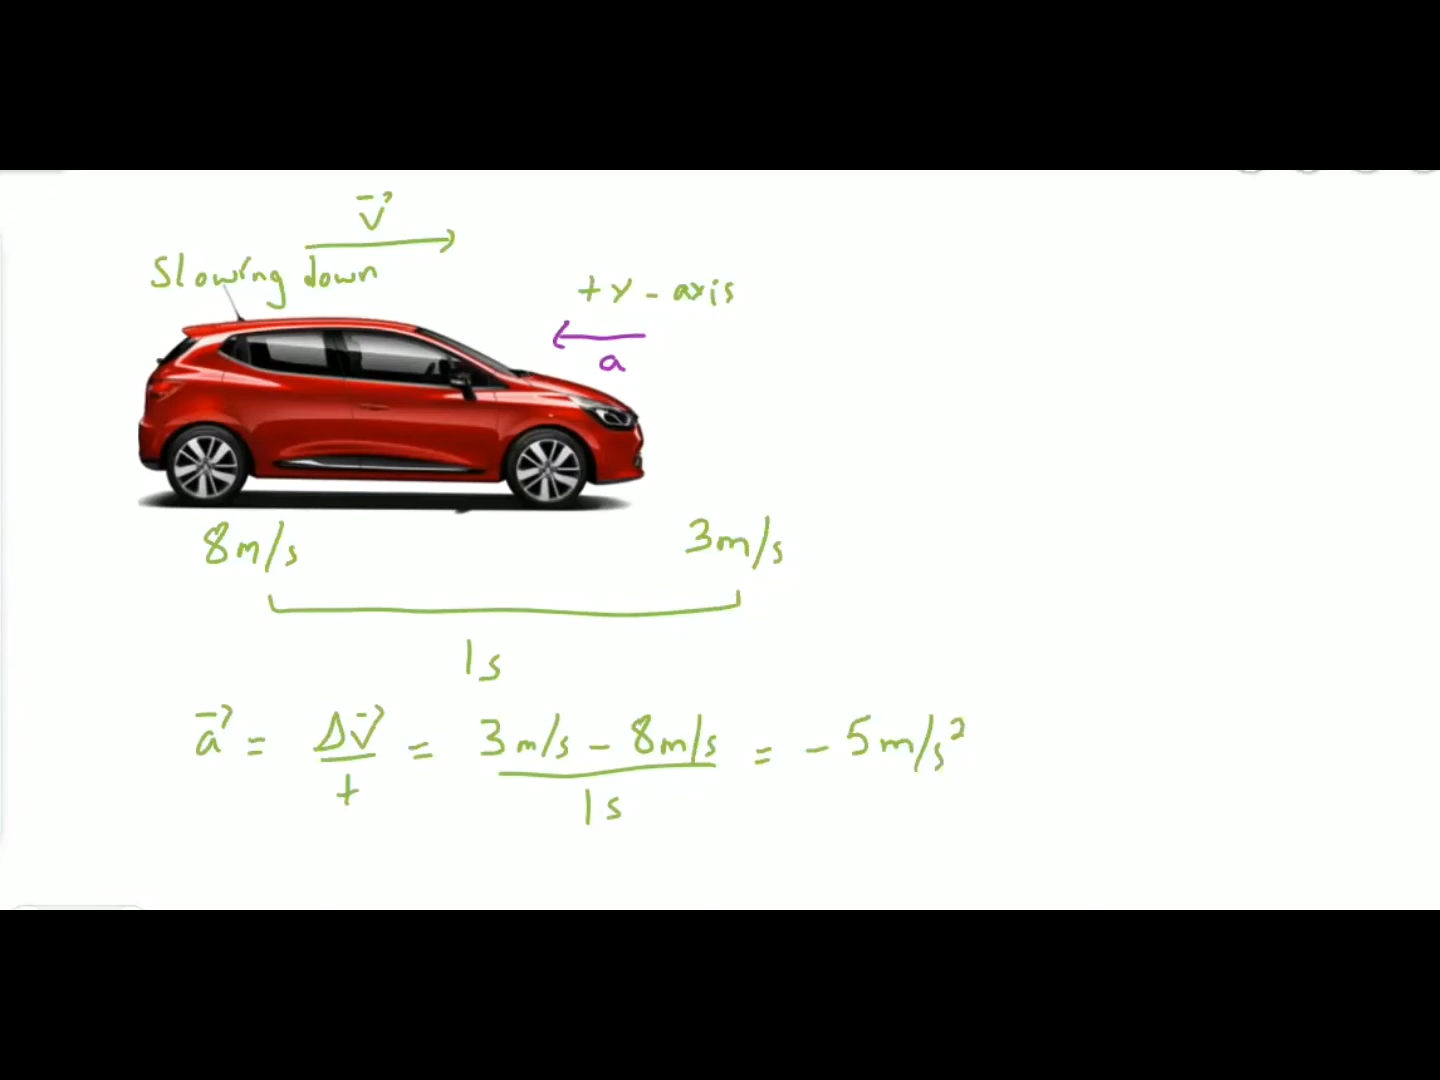 v⃗
Slowing down
+y-axis
a
8m/s
3m/s
1s
a⃗ = Δv⃗/t = (3m/s - 8m/s)/1s = -5m/s²